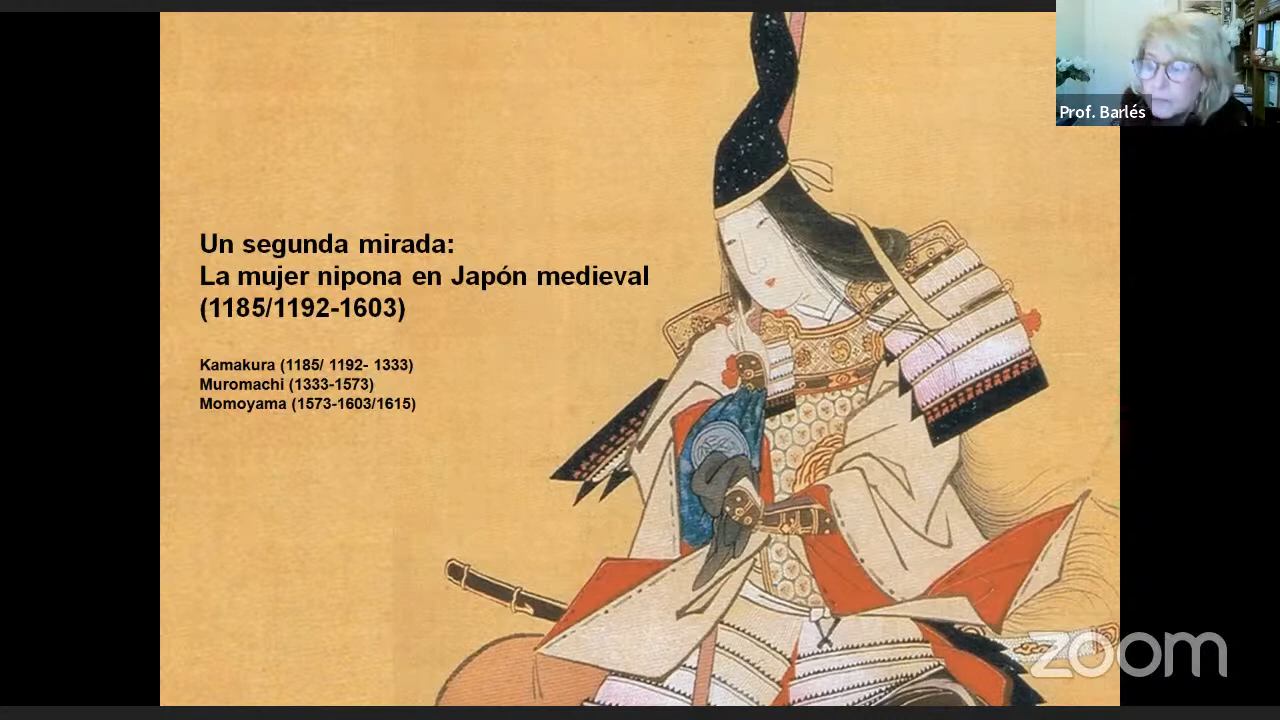 Prof. Barlés
Un segunda mirada:
La mujer nipona en Japón medieval
(1185/1192-1603)
Kamakura (1185/ 1192- 1333)
Muromachi (1333-1573)
Momoyama (1573-1603/1615)
zoom